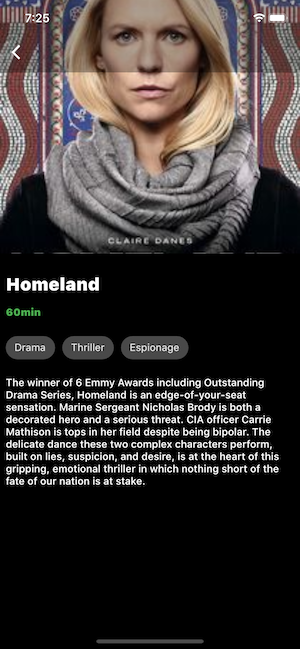 7:25
CLAIRE DANES
Homeland
60min
Drama Thriller Espionage
The winner of 6 Emmy Awards including Outstanding
Drama Series, Homeland is an edge-of-your-seat
sensation. Marine Sergeant Nicholas Brody is both a
decorated hero and a serious threat. CIA officer Carrie
Mathison is tops in her field despite being bipolar. The
delicate dance these two complex characters perform,
built on lies, suspicion, and desire, is at the heart of this
gripping, emotional thriller in which nothing short of the
fate of our nation is at stake.